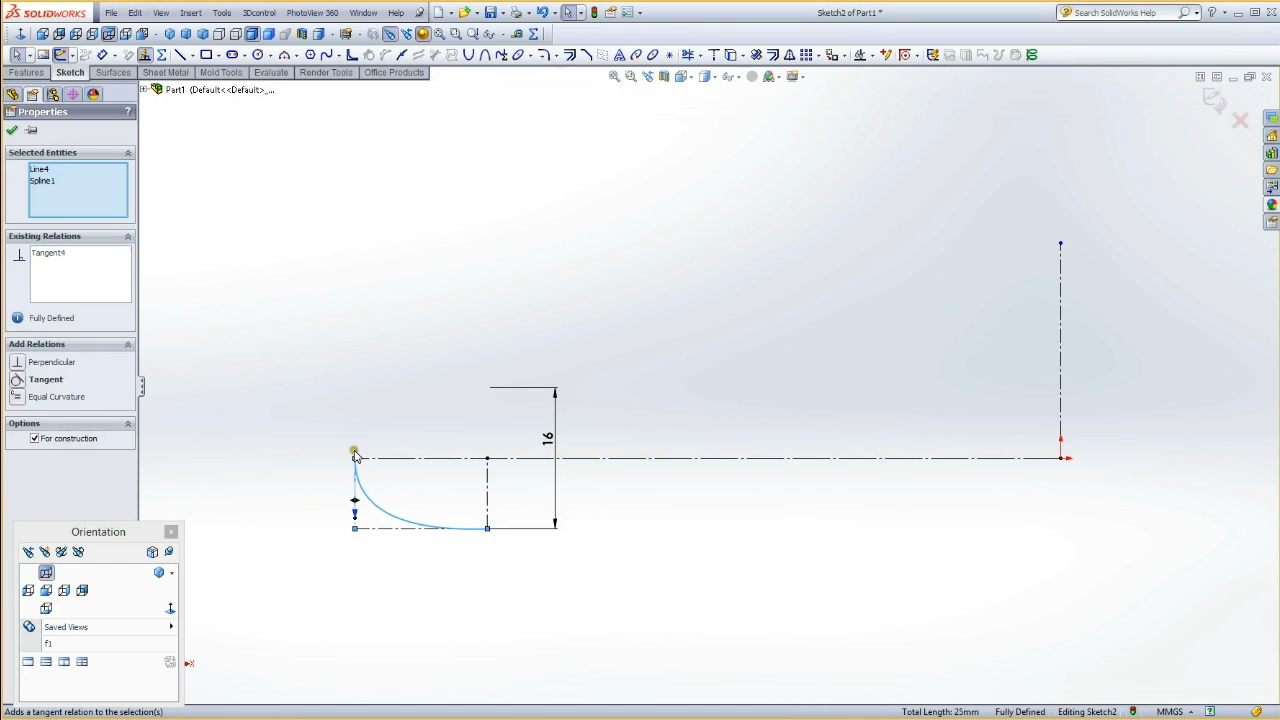 SOLIDWORKS
File Edit View Insert Tools 3Dcontrol PhotoView 360 Window Help
Sketch2 of Part1 *
Search SolidWorks Help
Features Sketch Surfaces Sheet Metal Mold Tools Evaluate Render Tools Office Products
Part1 (Default<<Default>_...
Properties
?
Selected Entities
Line4
Spline1
Existing Relations
Tangent4
Fully Defined
Add Relations
Perpendicular
Tangent
Equal Curvature
Options
For construction
16
Orientation
Saved Views
f1
X
Adds a tangent relation to the selection(s)
Total Length: 25mm Fully Defined Editing Sketch2 MMGS